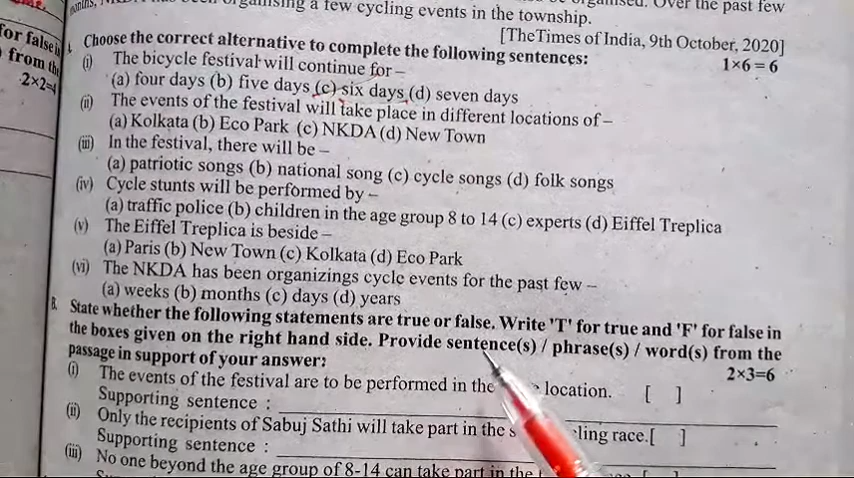 organising a few cycling events in the township.
Over the past few
[TheTimes of India, 9th October, 2020]
Choose the correct alternative to complete the following sentences:
1×6 = 6
(i) The bicycle festival will continue for –
(a) four days (b) five days (c) six days (d) seven days
(ii) The events of the festival will take place in different locations of –
(a) Kolkata (b) Eco Park (c) NKDA (d) New Town
(iii) In the festival, there will be –
(a) patriotic songs (b) national song (c) cycle songs (d) folk songs
(iv) Cycle stunts will be performed by –
(a) traffic police (b) children in the age group 8 to 14 (c) experts (d) Eiffel Treplica
(v) The Eiffel Treplica is beside –
(a) Paris (b) New Town (c) Kolkata (d) Eco Park
(vi) The NKDA has been organizings cycle events for the past few –
(a) weeks (b) months (c) days (d) years
B. State whether the following statements are true or false. Write 'T' for true and 'F' for false in
the boxes given on the right hand side. Provide sentence(s) / phrase(s) / word(s) from the
passage in support of your answer:
2×3=6
(i) The events of the festival are to be performed in the location. [ ]
Supporting sentence :
(ii) Only the recipients of Sabuj Sathi will take part in the race.[ ]
Supporting sentence :
(iii) No one beyond the age group of 8-14 can take part in the
for false
from
2×2=4